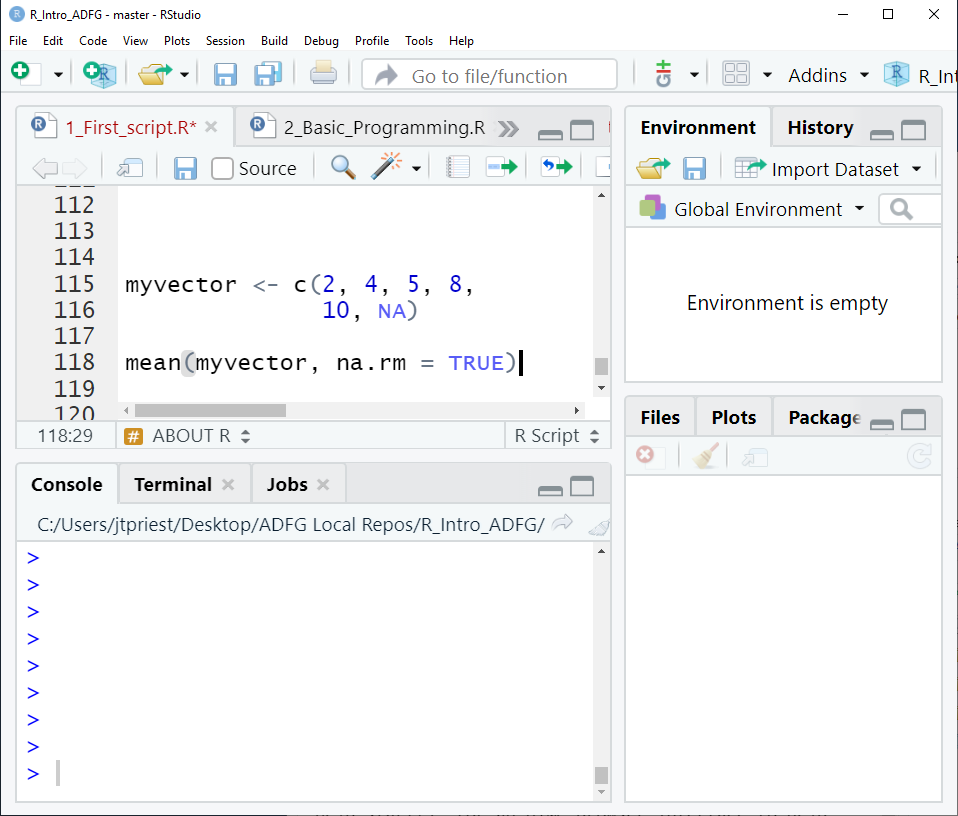 R_Intro_ADFG - master - RStudio
File Edit Code View Plots Session Build Debug Profile Tools Help
Go to file/function
Git
Addins
R_Int
1_First_script.R*
2_Basic_Programming.R
Source
112
113
114
115 myvector <- c(2, 4, 5, 8,
116 10, NA)
117
118 mean(myvector, na.rm = TRUE)
119
120
118:29 # ABOUT R R Script
Console Terminal Jobs
C:/Users/jtpriest/Desktop/ADFG Local Repos/R_Intro_ADFG/
>
>
>
>
>
>
>
>
>
Environment History
Import Dataset
Global Environment
Environment is empty
Files Plots Package